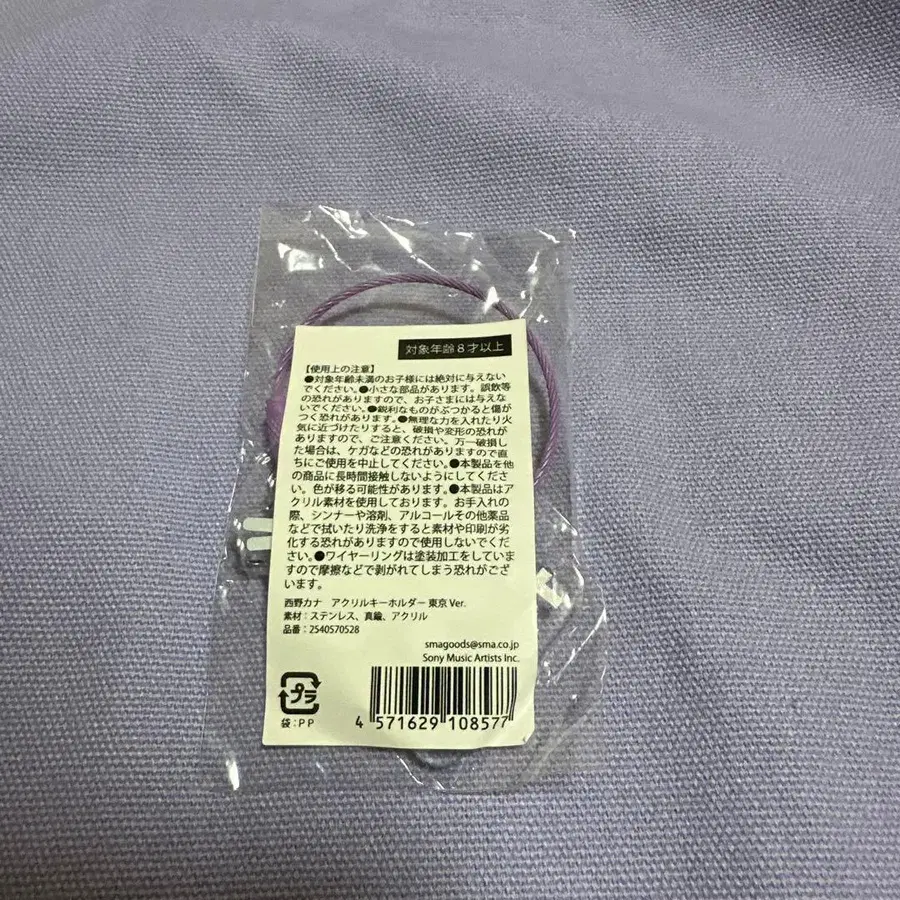 対象年齢8才以上
【使用上の注意】
●対象年齢未満のお子様には絶対に与えない
でください。●小さな部品があります。誤飲等
の恐れがありますので、お子さまには与えな
いでください。●鋭利なものがぶつかると傷が
つく恐れがあります。●無理な力を入れたり火
気に近づけたりすると、破損や変形の恐れが
ありますので、ご注意ください。万一破損し
た場合は、ケガなどの恐れがありますので直
ちにご使用を中止してください。●本製品を他
の商品に長時間接触しないようにしてくださ
い。色が移る可能性があります。●本製品はア
クリル素材を使用しております。お手入れの
際、シンナーや溶剤、アルコールその他薬品
などで拭いたり洗浄をすると素材や印刷が劣
化する恐れがありますので使用しないでくだ
さい。●ワイヤーリングは塗装加工をしていま
すので摩擦などで剥がれてしまう恐れがござ
います。
西野カナ アクリルキーホルダー 東京 Ver.
素材：ステンレス、真鍮、アクリル
品番：2540570528
smagoods@sma.co.jp
Sony Music Artists Inc.
プラ
袋：PP
4 571629 108577